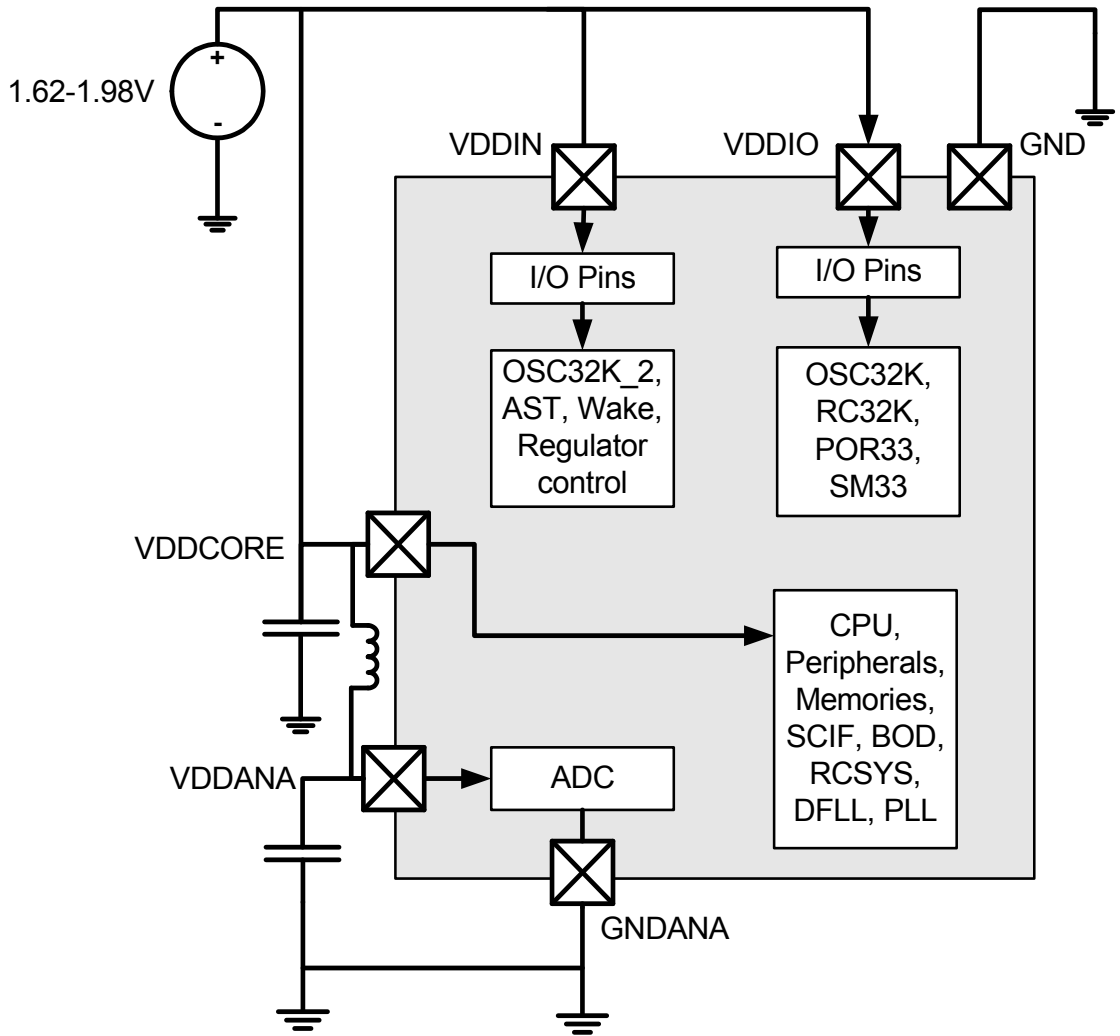 +
1.62-1.98V
-
VDDIN
VDDIO
GND
I/O Pins
I/O Pins
OSC32K_2,
AST, Wake,
Regulator
control
OSC32K,
RC32K,
POR33,
SM33
VDDCORE
CPU,
Peripherals,
Memories,
SCIF, BOD,
RCSYS,
DFLL, PLL
VDDANA
ADC
GNDANA